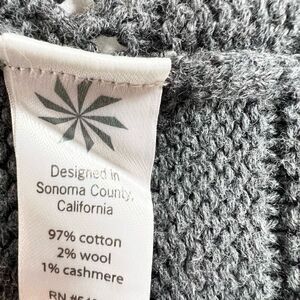 Designed in
Sonoma County,
California
97% cotton
2% wool
1% cashmere